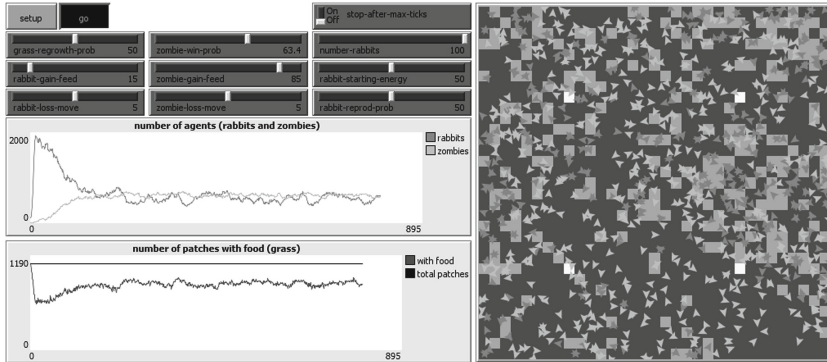 setup
go
On
Off
stop-after-max-ticks
grass-regrowth-prob 50
zombie-win-prob 63.4
number-rabbits 100
rabbit-gain-feed 15
zombie-gain-feed 85
rabbit-starting-energy 50
rabbit-loss-move 5
zombie-loss-move 5
rabbit-reprod-prob 50
number of agents (rabbits and zombies)
2000
0
0
895
rabbits
zombies
number of patches with food (grass)
1190
0
0
895
with food
total patches